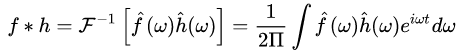 f * h = \mathcal{F}^{-1} \left[ \hat{f}(\omega) \hat{h}(\omega) \right] = \frac{1}{2\Pi} \int \hat{f}(\omega) \hat{h}(\omega) e^{i\omega t} d\omega